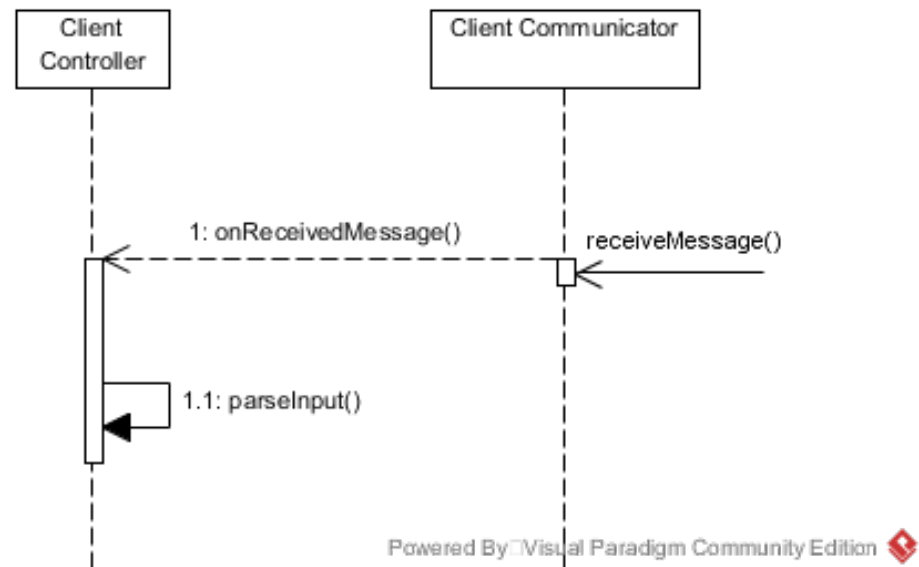 Client
Controller
Client Communicator
1: onReceivedMessage()
receiveMessage()
1.1: parseInput()
Powered By Visual Paradigm Community Edition